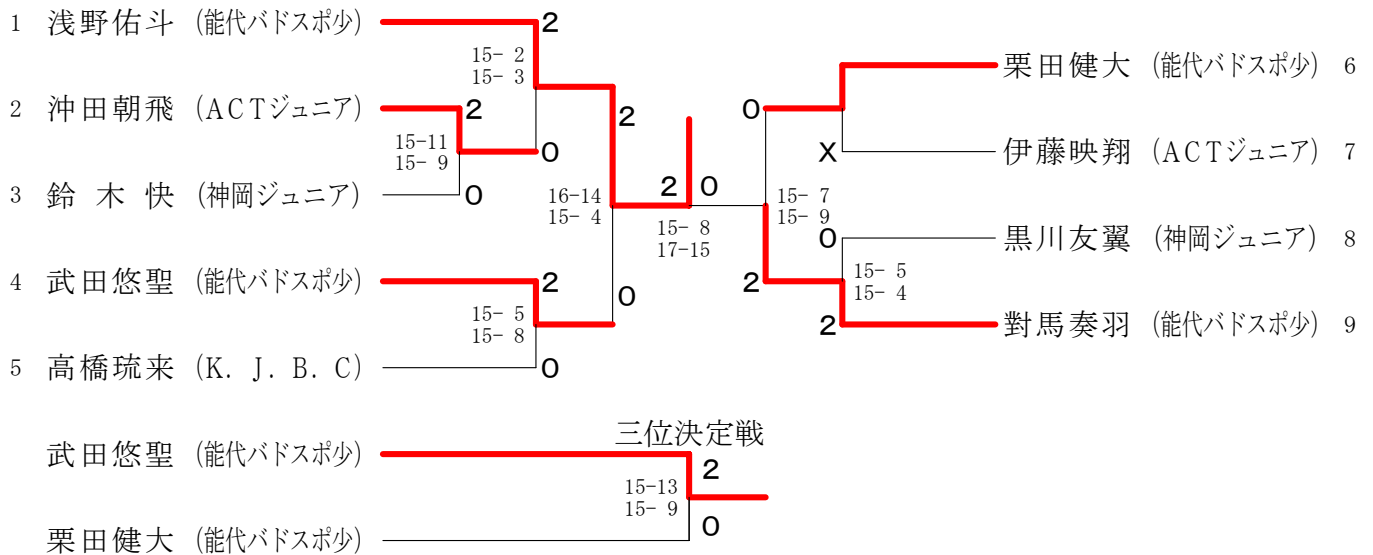 1 浅野佑斗 (能代バドスポ少)
2
15- 2
15- 3
2 沖田朝飛 (ACTジュニア)
2
15-11
15- 9
0
3 鈴木快 (神岡ジュニア)
0
2
16-14
15- 4
4 武田悠聖 (能代バドスポ少)
2
15- 5
15- 8
0
5 高橋琉来 (K. J. B. C)
0
2 0
15- 8
17-15
栗田健大 (能代バドスポ少) 6
0
X
伊藤映翔 (ACTジュニア) 7
15- 7
15- 9
0
黒川友翼 (神岡ジュニア) 8
2
15- 5
15- 4
2
對馬奏羽 (能代バドスポ少) 9
三位決定戦
武田悠聖 (能代バドスポ少)
2
15-13
15- 9
0
栗田健大 (能代バドスポ少)